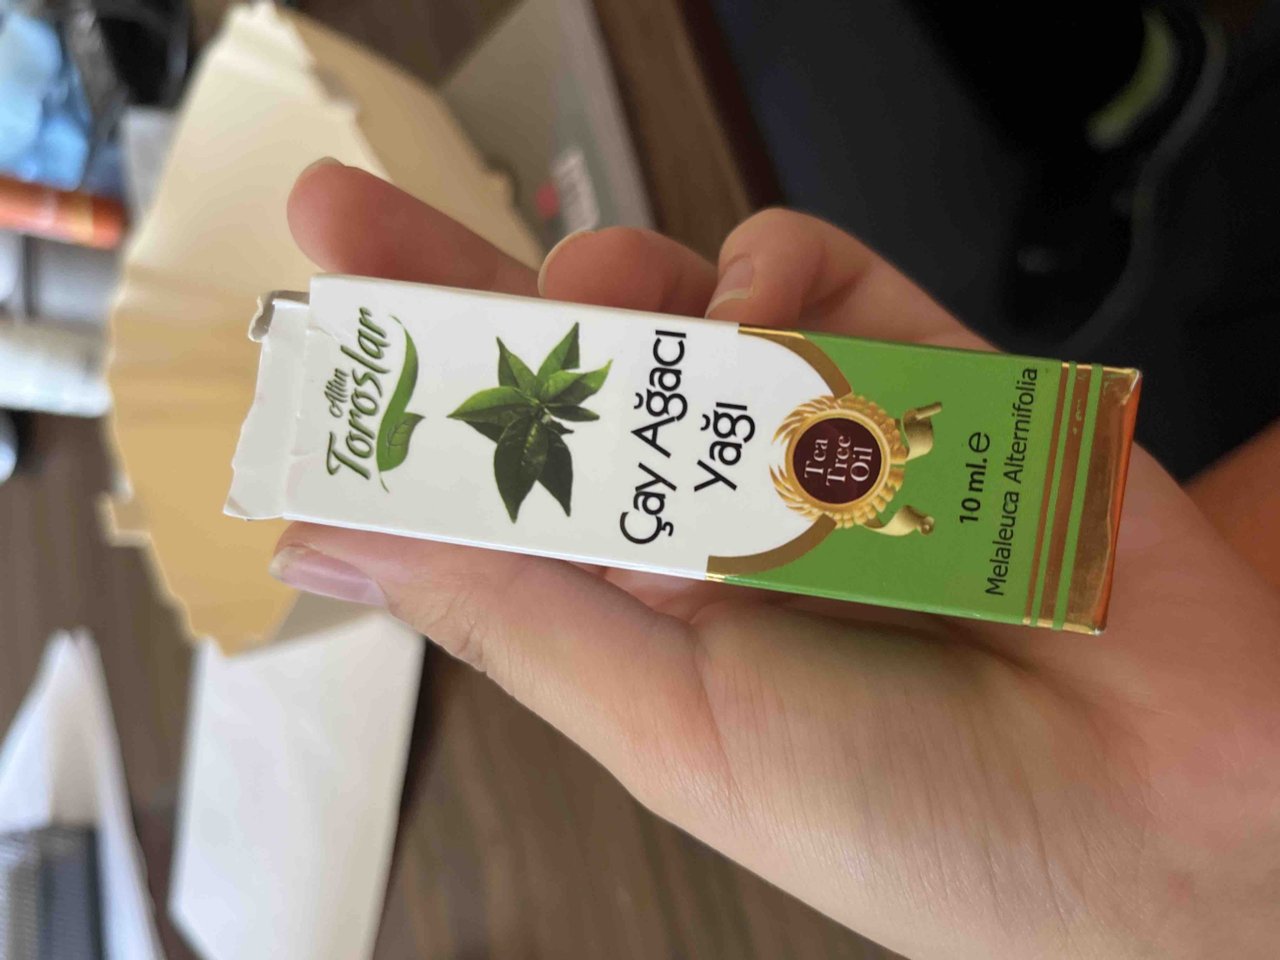 Altın
Toroslar
Çay Ağacı
Yağı
Tea
Tree
Oil
10 ml. e
Melaleuca Alternifolia